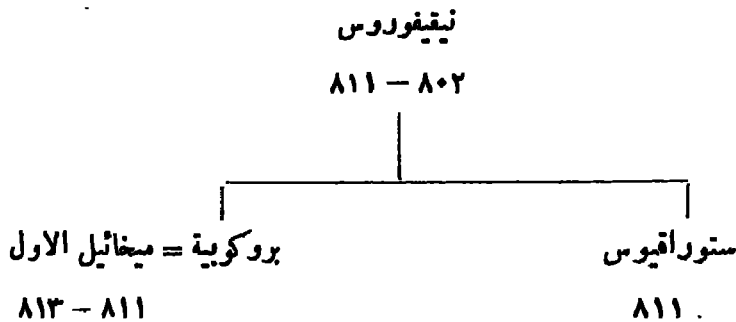 نيقيفوروس
٨٠٢ – ٨١١
ستوراقيوس
٨١١
بروكوبية = ميخائيل الاول
٨١١ – ٨١٣